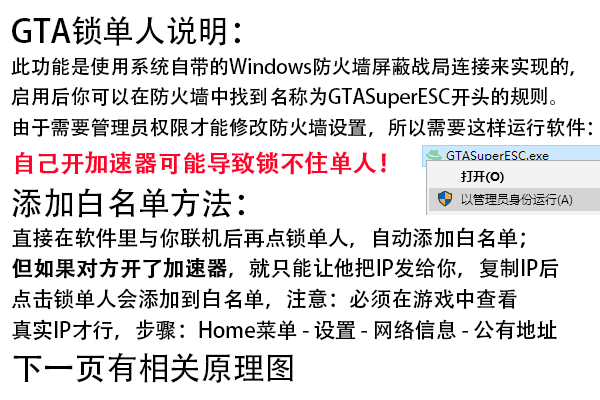 GTA锁单人说明：
此功能是使用系统自带的Windows防火墙屏蔽战局连接来实现的，
启用后你可以在防火墙中找到名称为GTASuperESC开头的规则。
由于需要管理员权限才能修改防火墙设置，所以需要这样运行软件：
自己开加速器可能导致锁不住单人！
GTASuperESC.exe
打开(O)
以管理员身份运行(A)
添加白名单方法：
直接在软件里与你联机后再点锁单人，自动添加白名单；
但如果对方开了加速器，就只能让他把IP发给你，复制IP后
点击锁单人会添加到白名单，注意：必须在游戏中查看
真实IP才行，步骤：Home菜单 - 设置 - 网络信息 - 公有地址
下一页有相关原理图